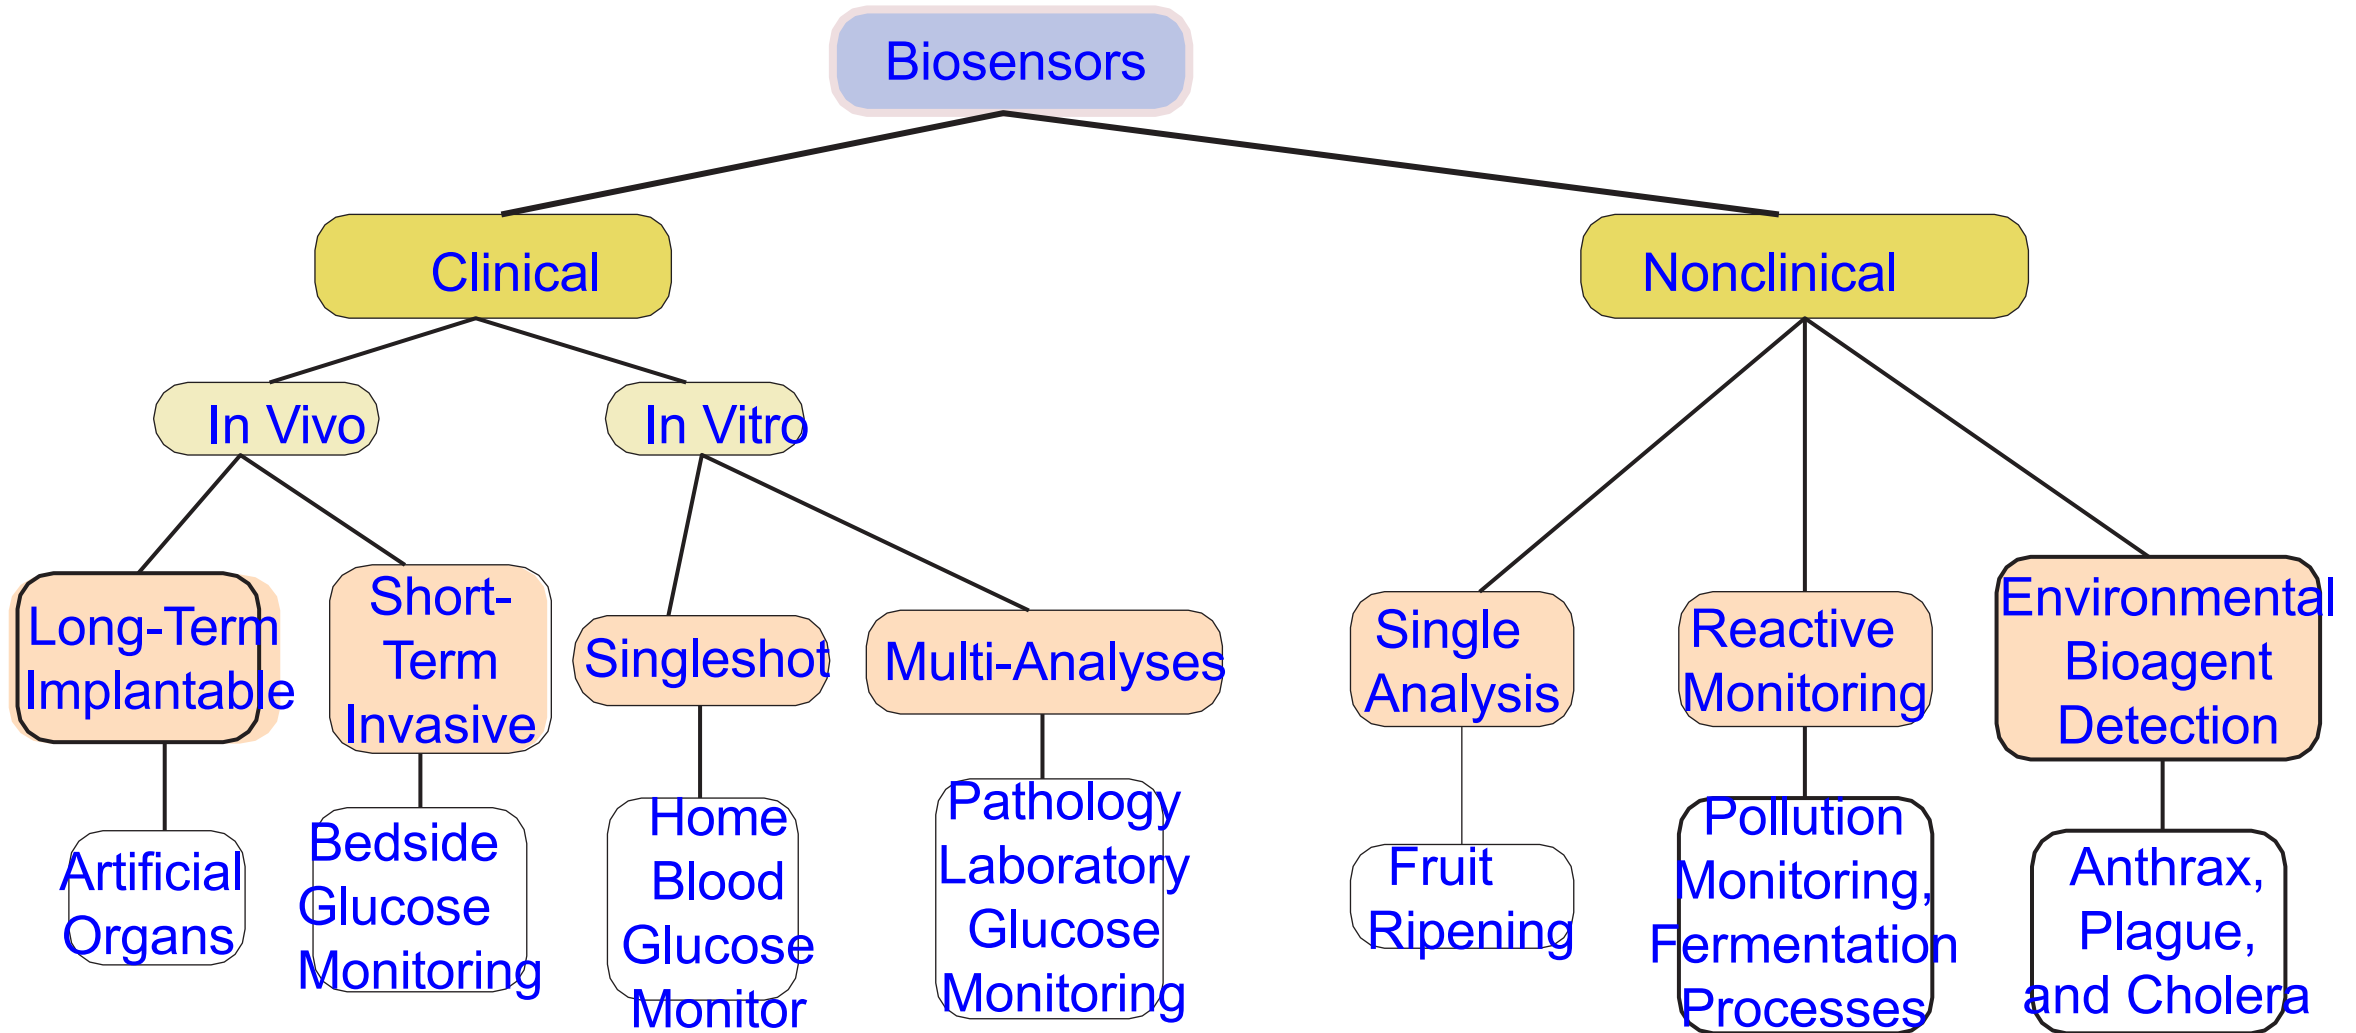 Biosensors
Clinical
Nonclinical
In Vivo
In Vitro
Long-Term
Implantable
Short-
Term
Invasive
Singleshot
Multi-Analyses
Single
Analysis
Reactive
Monitoring
Environmental
Bioagent
Detection
Artificial
Organs
Bedside
Glucose
Monitoring
Home
Blood
Glucose
Monitor
Pathology
Laboratory
Glucose
Monitoring
Fruit
Ripening
Pollution
Monitoring,
Fermentation
Processes
Anthrax,
Plague,
and Cholera